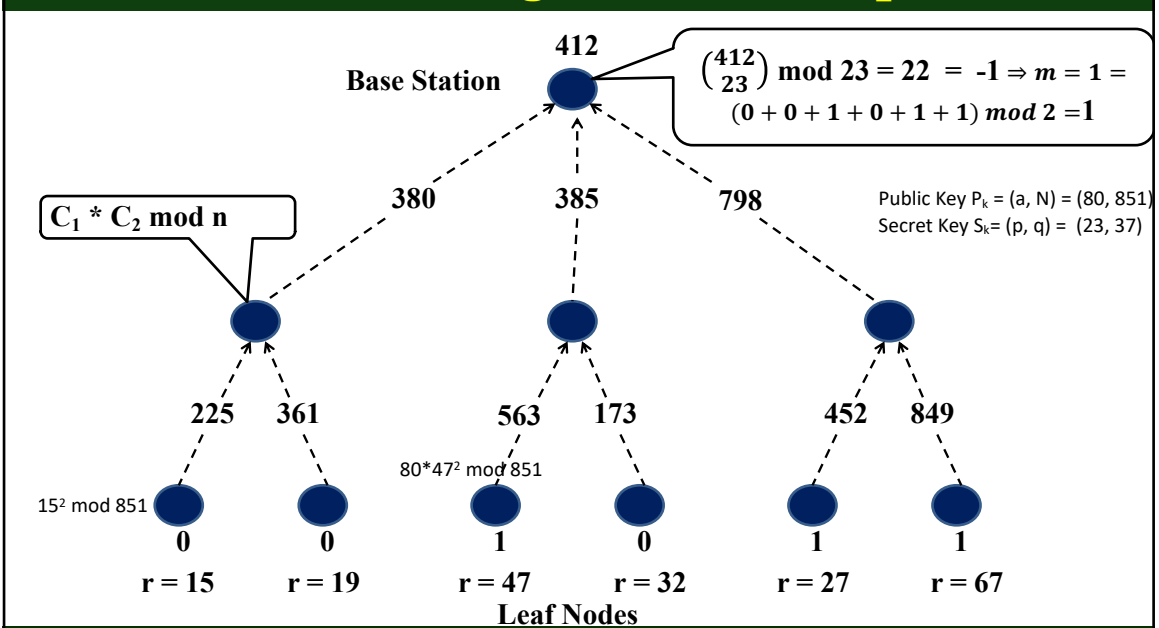 412
Base Station
(412
23) mod 23 = 22 = -1 ⇒ m = 1 =
(0 + 0 + 1 + 0 + 1 + 1) mod 2 =1
380
385
798
Public Key Pₖ = (a, N) = (80, 851)
Secret Key Sₖ= (p, q) = (23, 37)
C₁ * C₂ mod n
225
361
563
173
452
849
80*47² mod 851
15² mod 851
0
0
1
0
1
1
r = 15
r = 19
r = 47
r = 32
r = 27
r = 67
Leaf Nodes